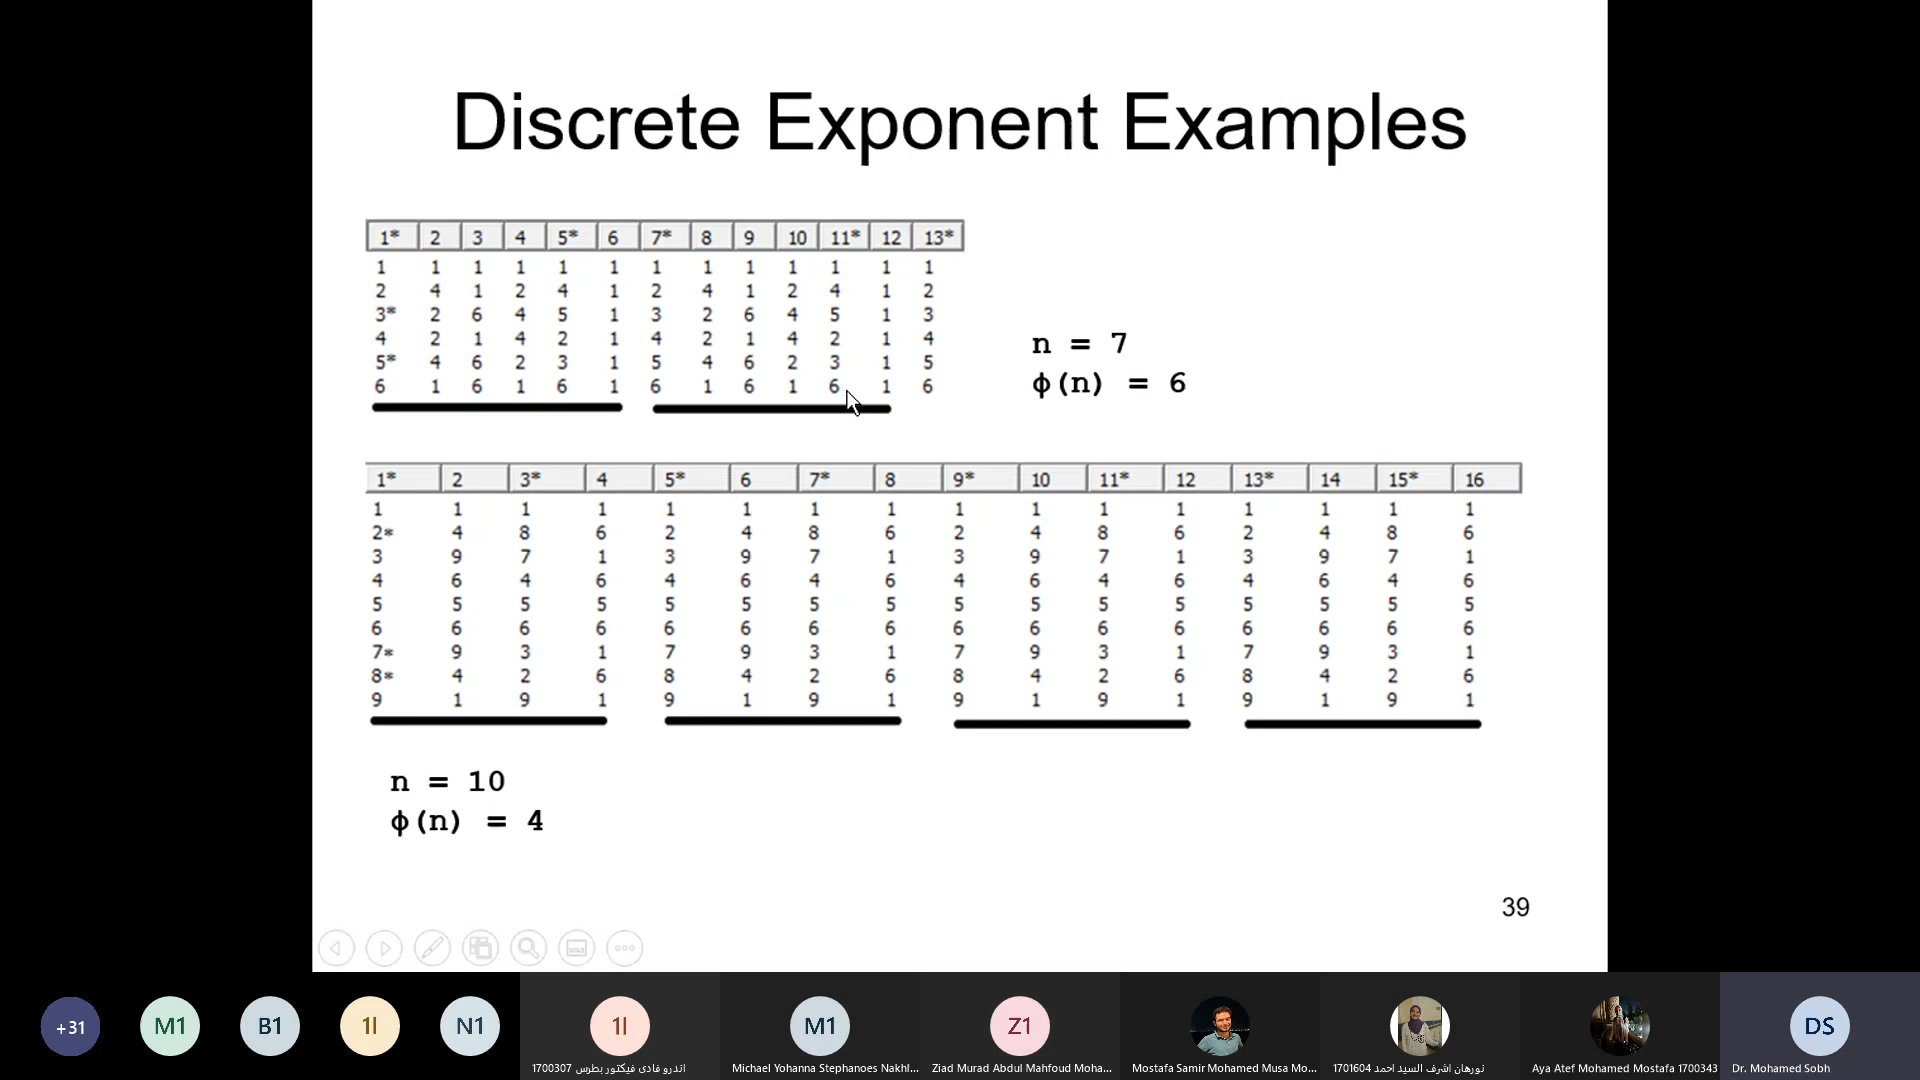 Discrete Exponent Examples
1* 2 3 4 5* 6 7* 8 9 10 11* 12 13*
1 1 1 1 1 1 1 1 1 1 1 1 1
2 4 1 2 4 1 2 4 1 2 4 1 2
3* 2 6 4 5 1 3 2 6 4 5 1 3
4 2 1 4 2 1 4 2 1 4 2 1 4
5* 4 6 2 3 1 5 4 6 2 3 1 5
6 1 6 1 6 1 6 1 6 1 6 1 6
n = 7
ϕ(n) = 6
1* 2 3* 4 5* 6 7* 8 9* 10 11* 12 13* 14 15* 16
1 1 1 1 1 1 1 1 1 1 1 1 1 1 1 1
2* 4 8 6 2 4 8 6 2 4 8 6 2 4 8 6
3 9 7 1 3 9 7 1 3 9 7 1 3 9 7 1
4 6 4 6 4 6 4 6 4 6 4 6 4 6 4 6
5 5 5 5 5 5 5 5 5 5 5 5 5 5 5 5
6 6 6 6 6 6 6 6 6 6 6 6 6 6 6 6
7* 9 3 1 7 9 3 1 7 9 3 1 7 9 3 1
8* 4 2 6 8 4 2 6 8 4 2 6 8 4 2 6
9 1 9 1 9 1 9 1 9 1 9 1 9 1 9 1
n = 10
ϕ(n) = 4
39
+31 M1 B1 1I N1 1I M1 Z1 DS
اندرو فادى فيكتور بطرس 1700307
Michael Yohanna Stephanoes Nakhl...
Ziad Murad Abdul Mahfoud Moha...
Mostafa Samir Mohamed Musa Mo...
نورهان اشرف السيد احمد 1701604
Aya Atef Mohamed Mostafa 1700343
Dr. Mohamed Sobh